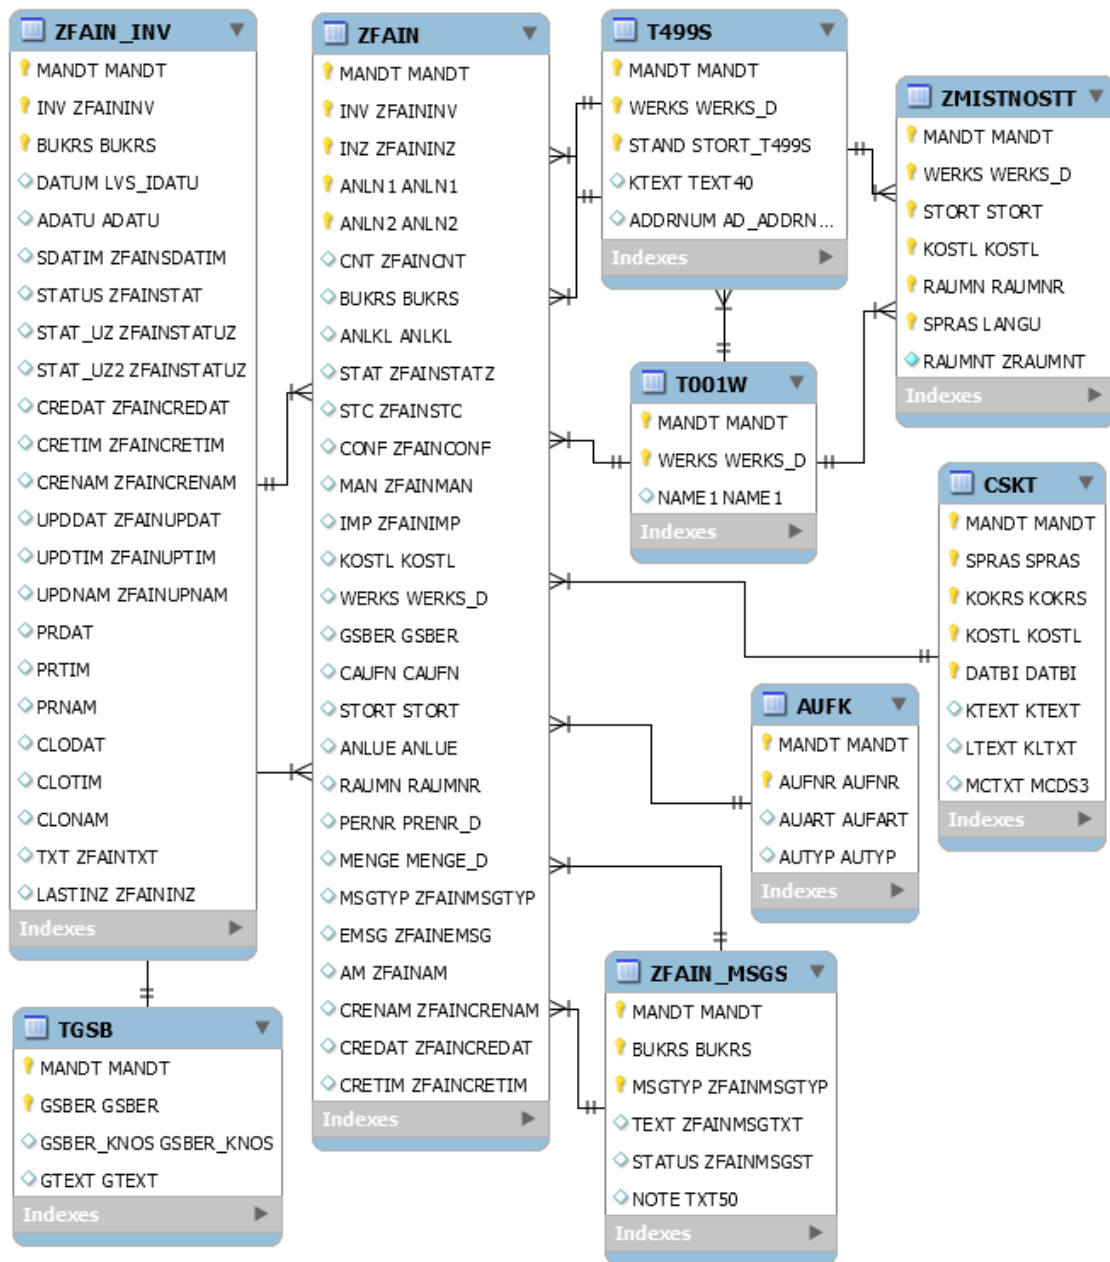 ZFAIN_INV
MANDT MANDT
INV ZFAININV
BUKRS BUKRS
DATUM LVS_IDATU
ADATU ADATU
SDATIM ZFAINSDATIM
STATUS ZFAINSTAT
STAT_UZ ZFAINSTATUZ
STAT_UZ2 ZFAINSTATUZ
CREDAT ZFAINCREDAT
CRETIM ZFAINCRETIM
CRENAM ZFAINCRENAM
UPDDAT ZFAINUPDAT
UPDTIM ZFAINUPTIM
UPDNAM ZFAINUPNAM
PRDAT
PRTIM
PRNAM
CLODAT
CLOTIM
CLONAM
TXT ZFAINTXT
LASTINZ ZFAININZ
Indexes
TGSB
MANDT MANDT
GSBER GSBER
GSBER_KNOS GSBER_KNOS
GTEXT GTEXT
Indexes
ZFAIN
MANDT MANDT
INV ZFAININV
INZ ZFAININZ
ANLN1 ANLN1
ANLN2 ANLN2
CNT ZFAINCNT
BUKRS BUKRS
ANLKL ANLKL
STAT ZFAINSTATZ
STC ZFAINSTC
CONF ZFAINCONF
MAN ZFAINMAN
IMP ZFAINIMP
KOSTL KOSTL
WERKS WERKS_D
GSBER GSBER
CAUFN CAUFN
STORT STORT
ANLUE ANLUE
RAUMN RAUMNR
PERNR PRENR_D
MENGE MENGE_D
MSGTYP ZFAINMSGTYP
EMSG ZFAINEMSG
AM ZFAINAM
CRENAM ZFAINCRENAM
CREDAT ZFAINCREDAT
CRETIM ZFAINCRETIM
Indexes
T499S
MANDT MANDT
WERKS WERKS_D
STAND STORT_T499S
KTEXT TEXT40
ADDRNUM AD_ADDRN...
Indexes
T001W
MANDT MANDT
WERKS WERKS_D
NAME1 NAME1
Indexes
ZMISTNOSTT
MANDT MANDT
WERKS WERKS_D
STORT STORT
KOSTL KOSTL
RAUMN RAUMNR
SPRAS LANGU
RAUMNT ZRAUMNT
Indexes
CSKT
MANDT MANDT
SPRAS SPRAS
KOKRS KOKRS
KOSTL KOSTL
DATBI DATBI
KTEXT KTEXT
LTEXT KLTXT
MCTXT MCDS3
Indexes
AUFK
MANDT MANDT
AUFNR AUFNR
AUART AUFART
AUTYP AUTYP
Indexes
ZFAIN_MSGS
MANDT MANDT
BUKRS BUKRS
MSGTYP ZFAINMSGTYP
TEXT ZFAINMSGTXT
STATUS ZFAINMSGST
NOTE TXT50
Indexes